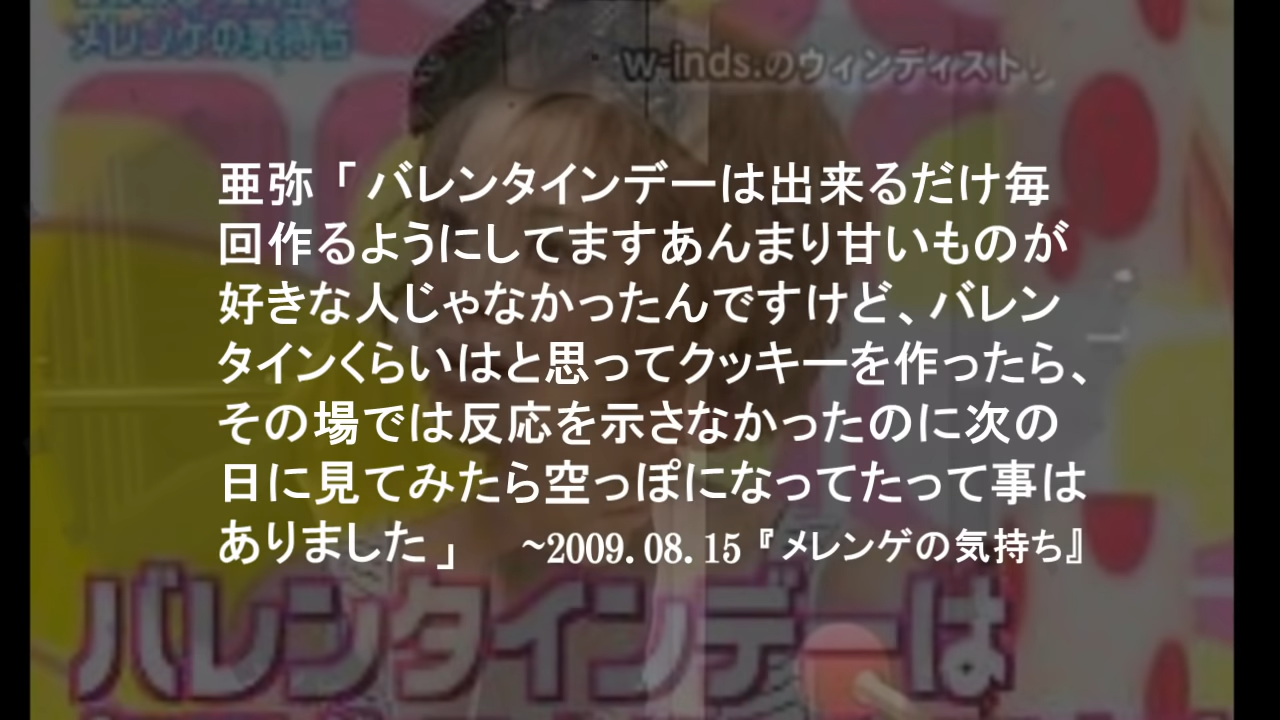 メレンゲの気持ち
w-inds.のウィンディスト
亜弥「バレンタインデーは出来るだけ毎
回作るようにしてますあんまり甘いものが
好きな人じゃなかったんですけど、バレン
タインくらいはと思ってクッキーを作ったら、
その場では反応を示さなかったのに次の
日に見てみたら空っぽになってたって事は
ありました」 ~2009.08.15『メレンゲの気持ち』
バレンタインデーは